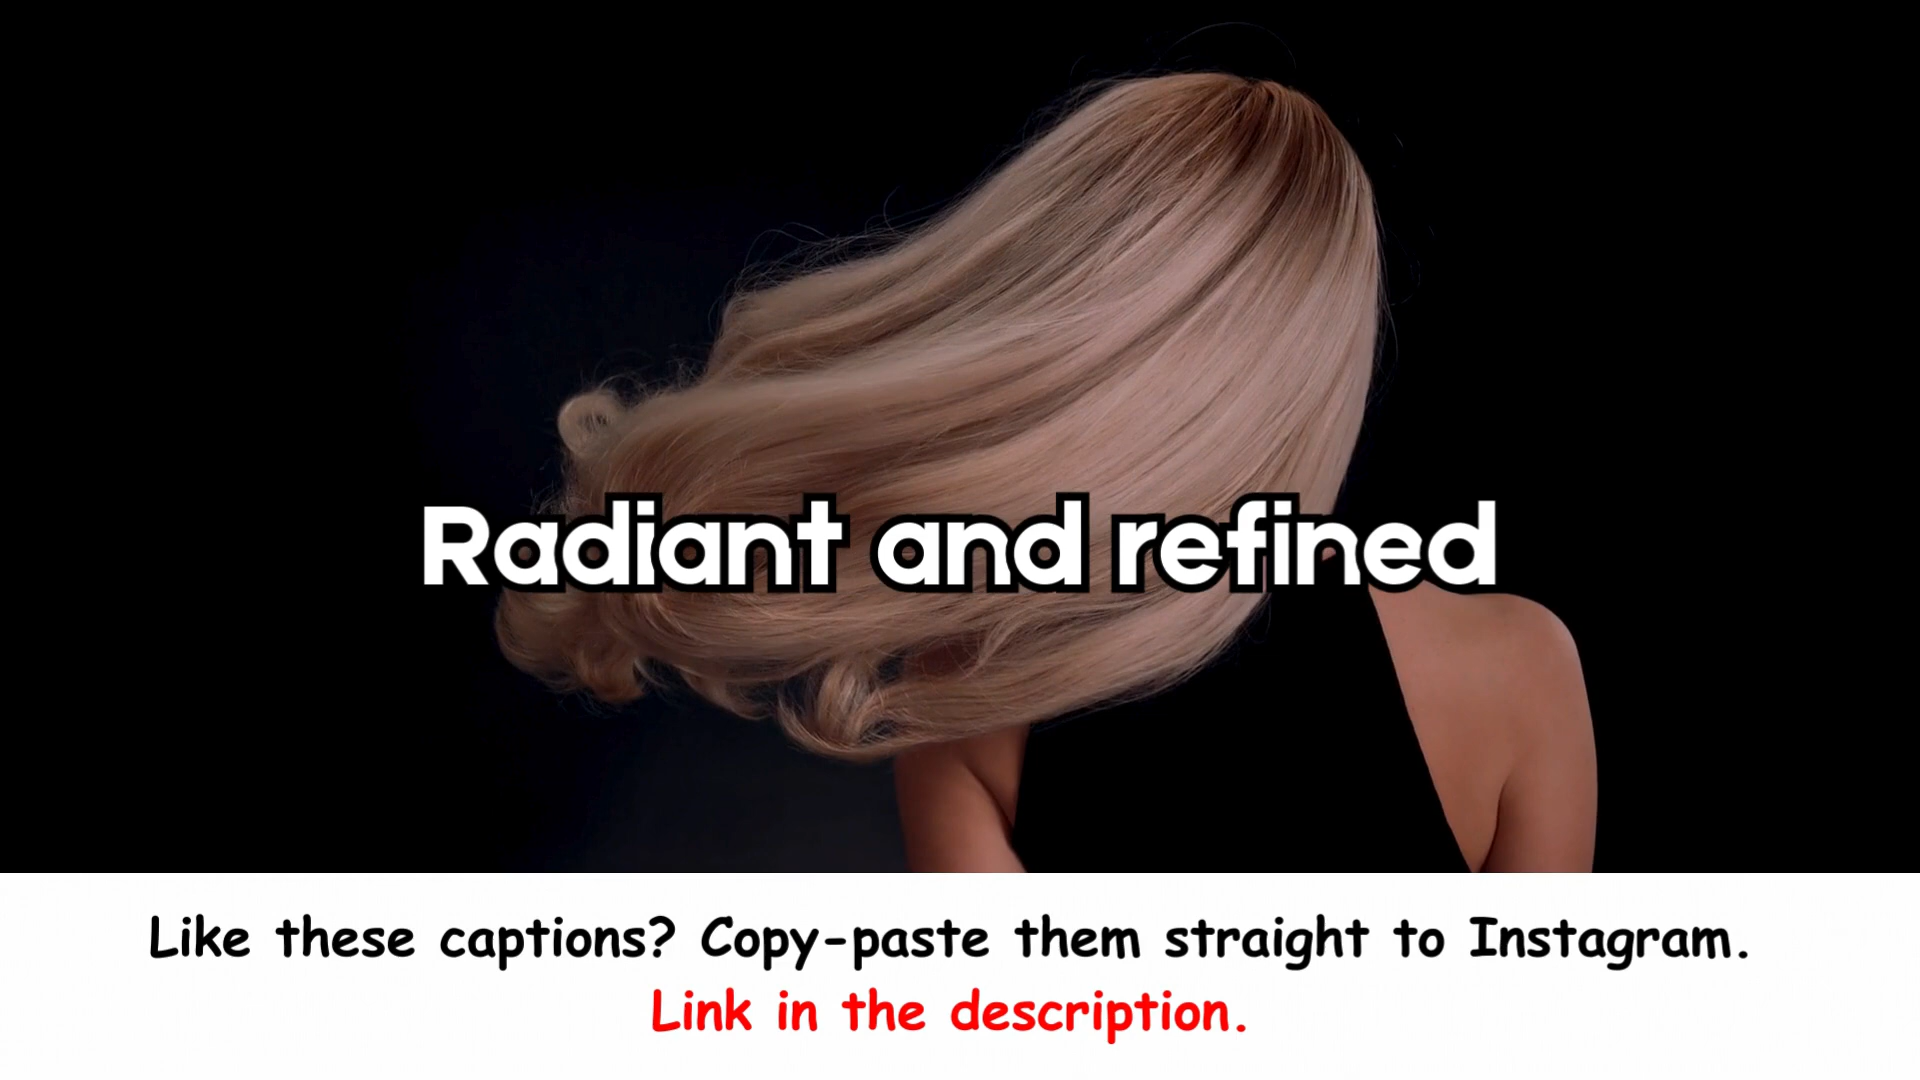 Radiant and refined
Like these captions? Copy-paste them straight to Instagram.
Link in the description.